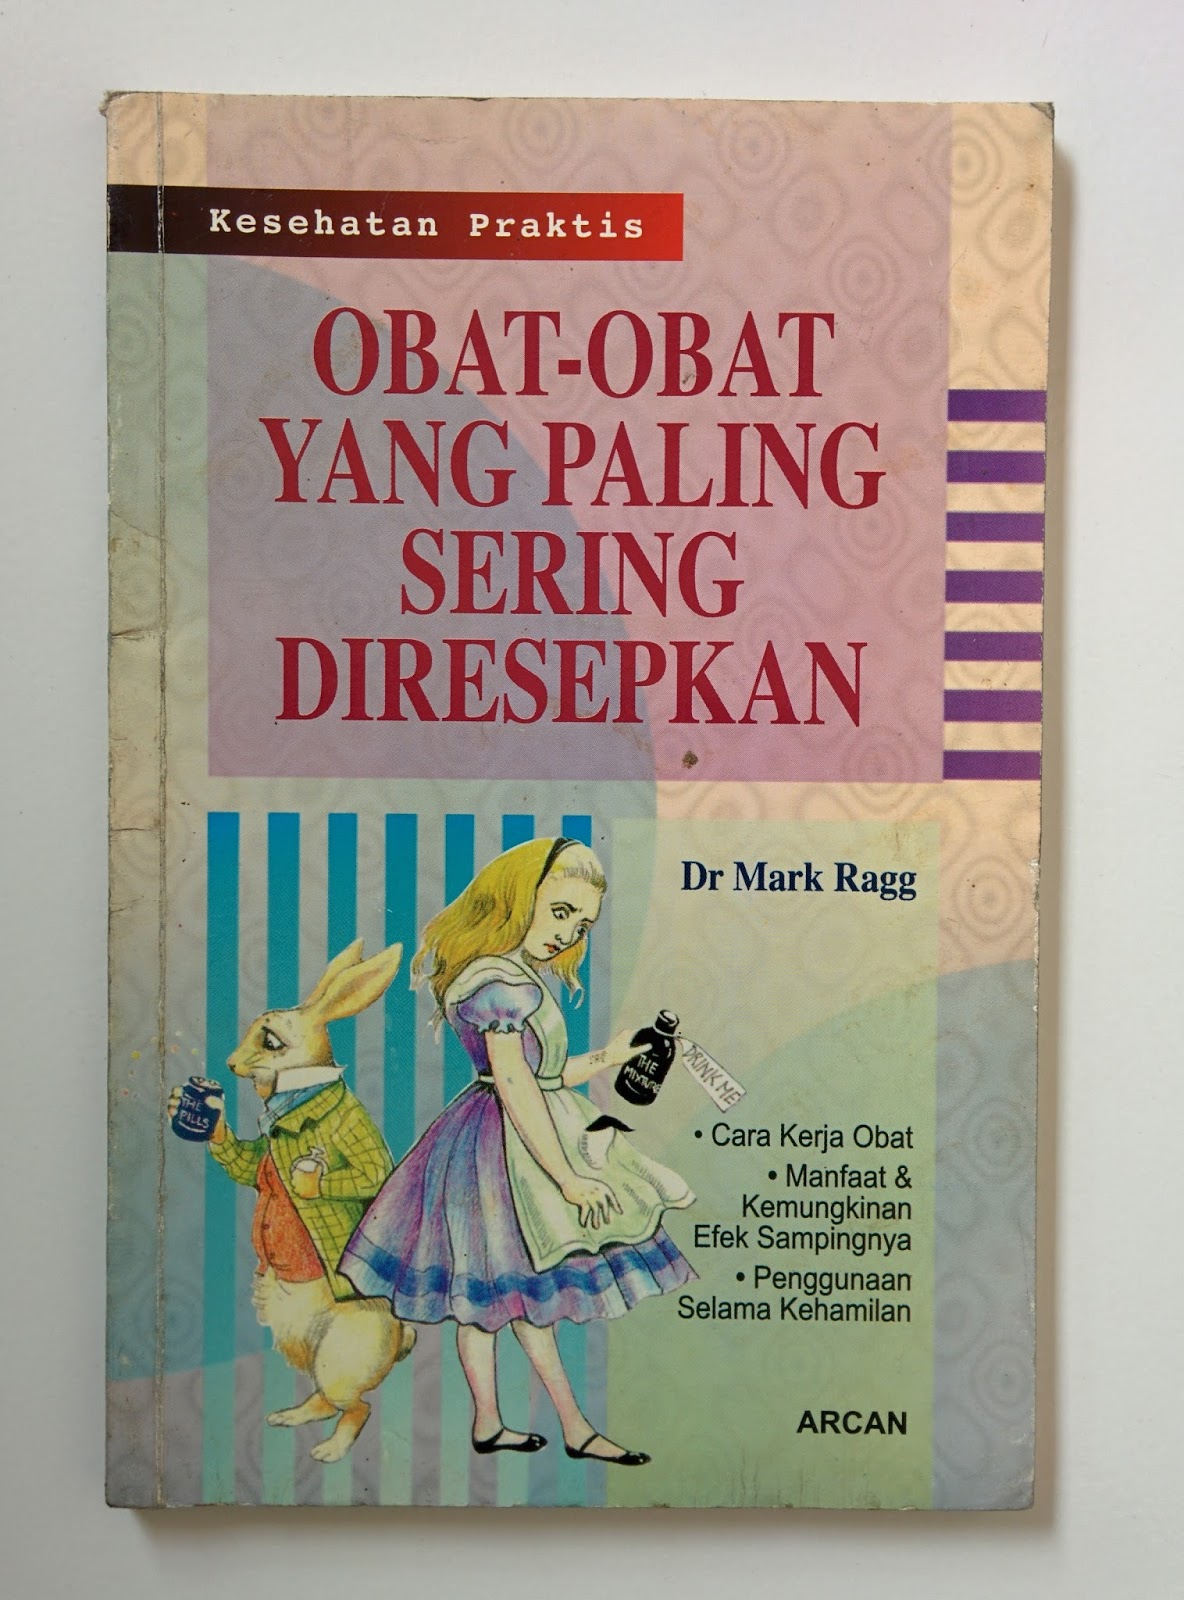 Kesehatan Praktis
OBAT-OBAT
YANG PALING
SERING
DIRESEPKAN
Dr Mark Ragg
THE
MIXTURE
DRINK ME
THE
PILLS
• Cara Kerja Obat
• Manfaat &
Kemungkinan
Efek Sampingnya
• Penggunaan
Selama Kehamilan
ARCAN